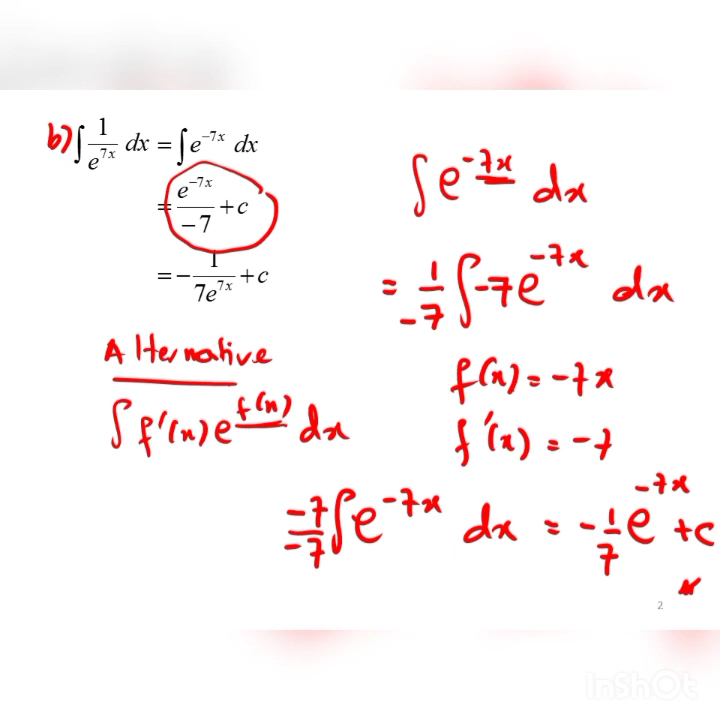 b) ∫ 1/e^{7x} dx = ∫ e^{-7x} dx
= e^{-7x}/-7 + c
= - 1/7e^{7x} + c
Alternative
∫ f'(x) e^{f(x)} dx
∫ e^{-7x} dx
= 1/-7 ∫ -7e^{-7x} dx
f(x) = -7x
f'(x) = -7
-7/-7 ∫ e^{-7x} dx = -1/7 e^{-7x} + c
2
InShOt